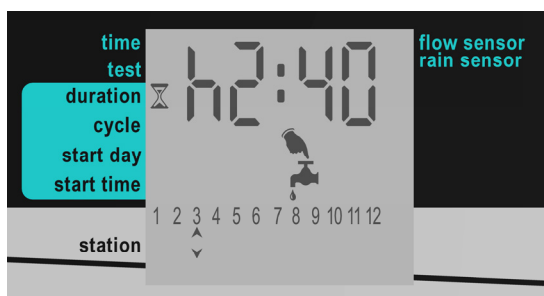 time
test
duration
cycle
start day
start time
station
h2:40
1 2 3 4 5 6 7 8 9 10 11 12
flow sensor
rain sensor